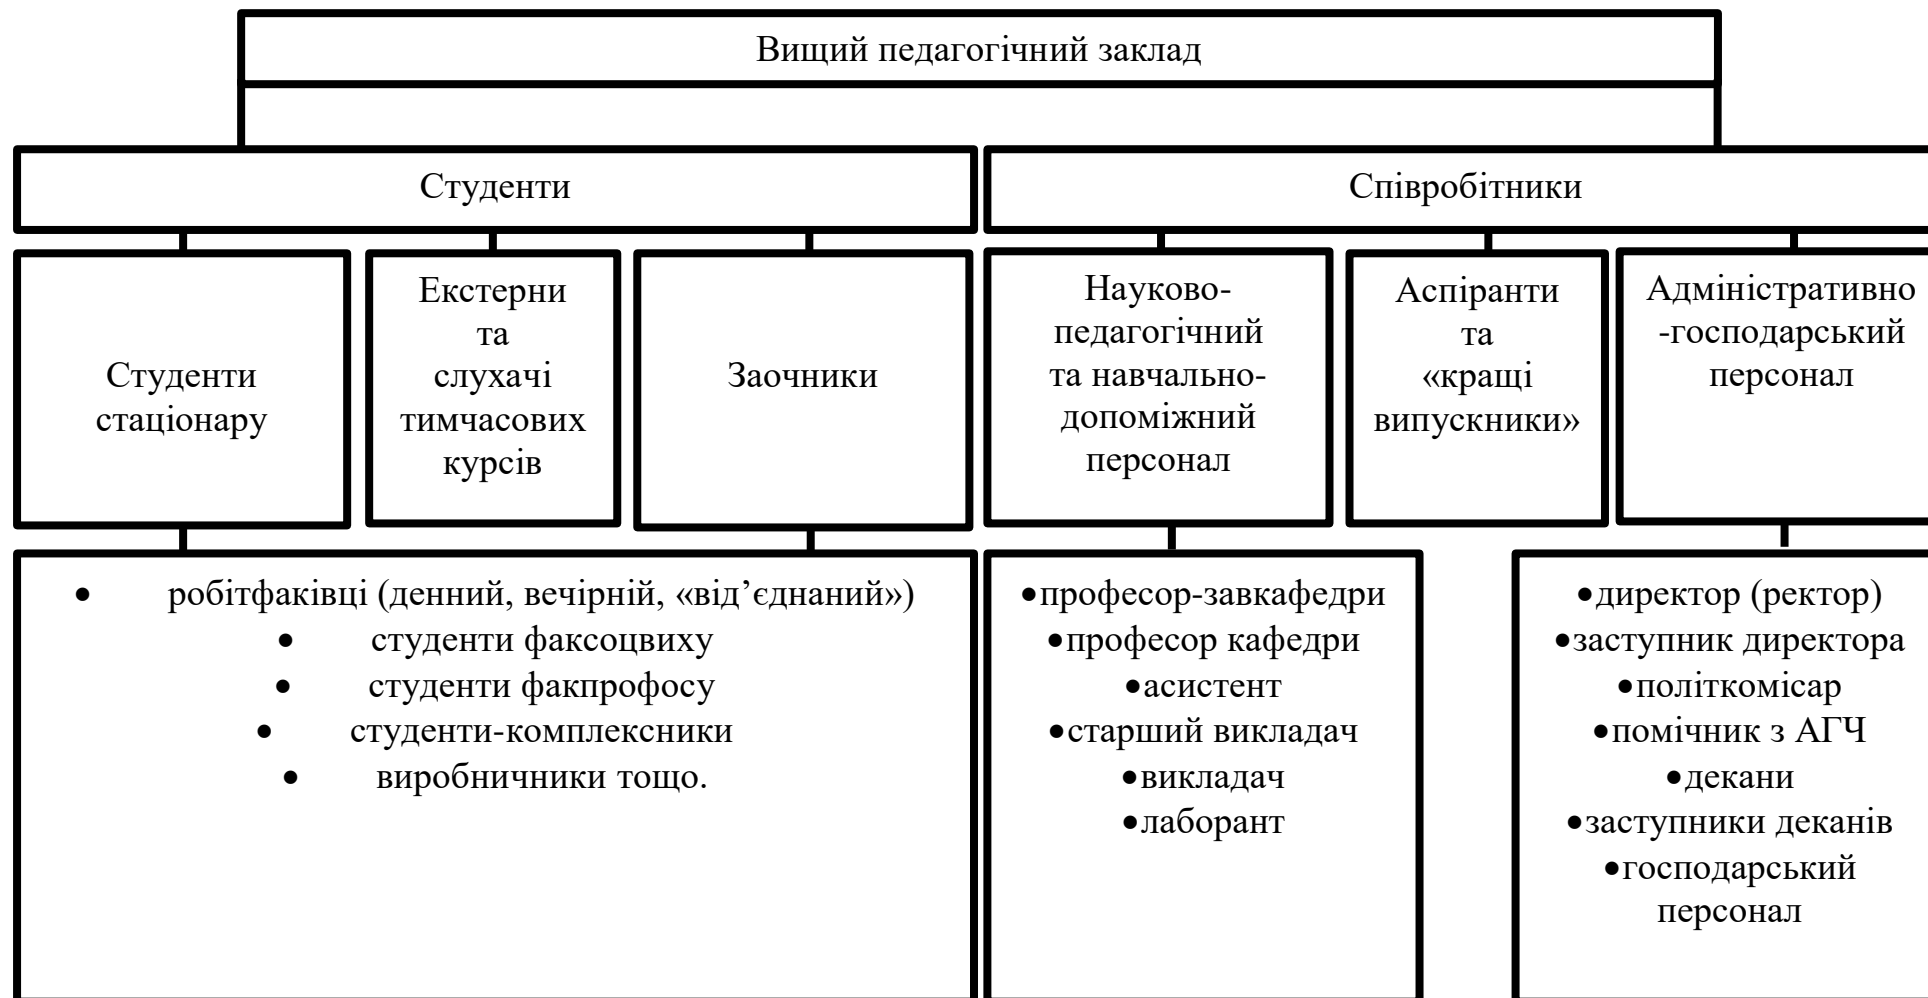 Вищий педагогічний заклад
Студенти
Співробітники
Студенти
стаціонару
Екстерни
та
слухачі
тимчасових
курсів
Заочники
Науково-
педагогічний
та навчально-
допоміжний
персонал
Аспіранти
та
«кращі
випускники»
Адміністративно
-господарський
персонал
• робітфаківці (денний, вечірній, «від’єднаний»)
• студенти факсоцвиху
• студенти факпрофосу
• студенти-комплексники
• виробничники тощо.
•професор-завкафедри
•професор кафедри
•асистент
•старший викладач
•викладач
•лаборант
•директор (ректор)
•заступник директора
•політкомісар
•помічник з АГЧ
•декани
•заступники деканів
•господарський
персонал